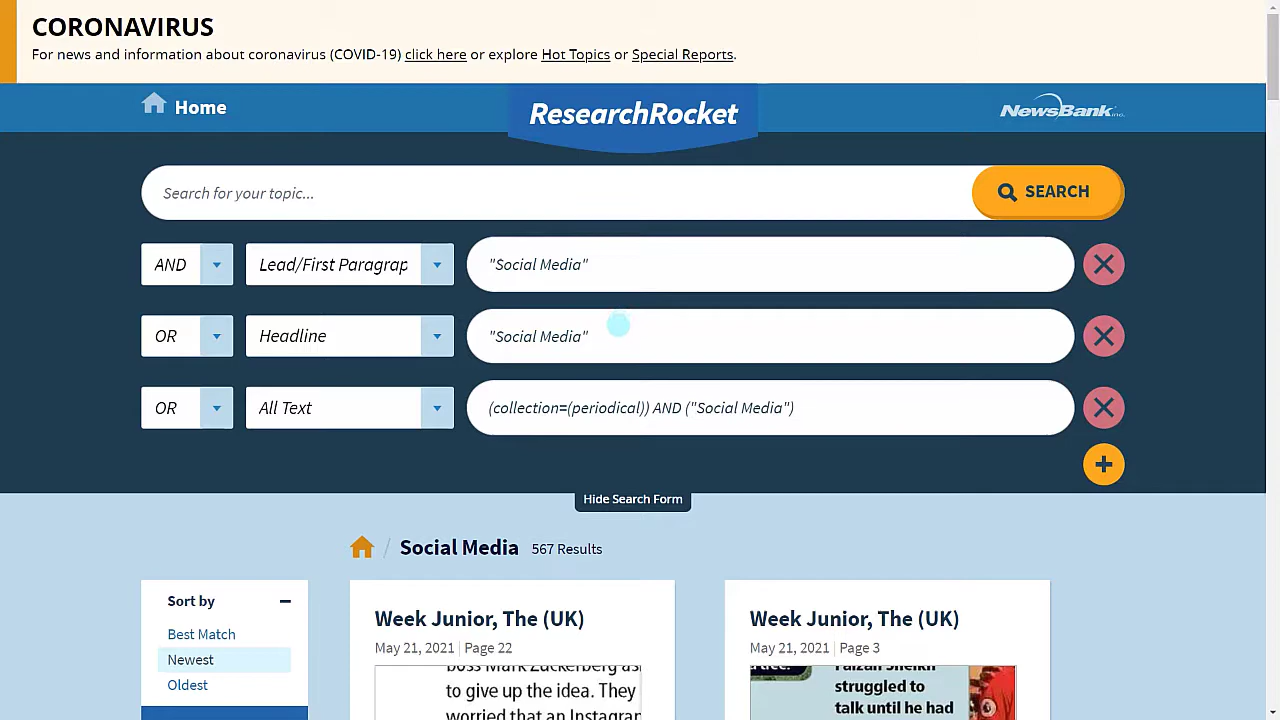 CORONAVIRUS
For news and information about coronavirus (COVID-19) click here or explore Hot Topics or Special Reports.
Home
ResearchRocket
NewsBank inc.
Search for your topic...
SEARCH
AND
Lead/First Paragrap
"Social Media"
OR
Headline
"Social Media"
OR
All Text
(collection=(periodical)) AND ("Social Media")
Hide Search Form
/ Social Media 567 Results
Sort by
Best Match
Newest
Oldest
Week Junior, The (UK)
May 21, 2021 | Page 22
boss Mark Zuckerberg as
to give up the idea. They
worried that an Instagram
Week Junior, The (UK)
May 21, 2021 | Page 3
Faizan Sheikh
struggled to
talk until he had